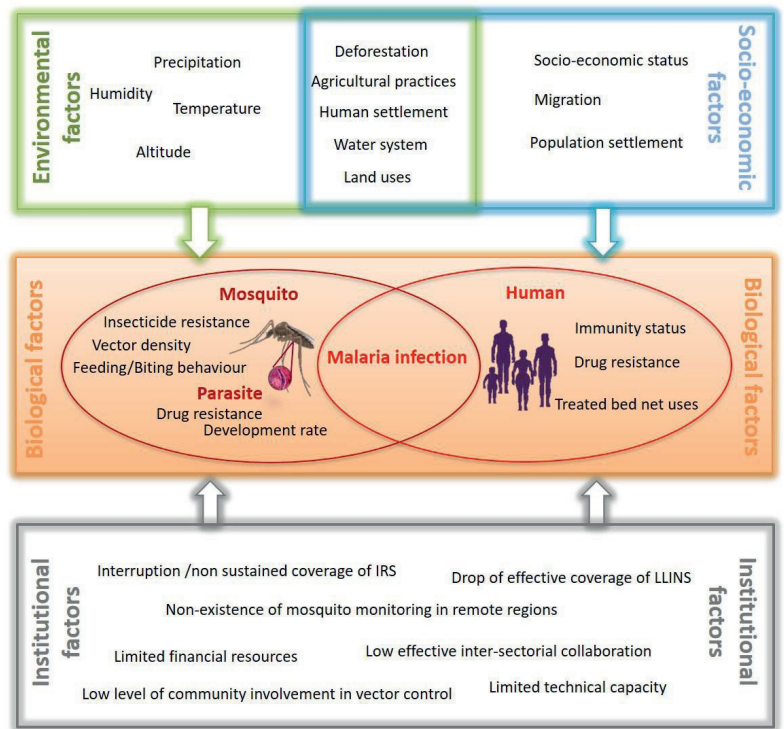 Environmental
factors
Precipitation
Humidity
Temperature
Altitude
Deforestation
Agricultural practices
Human settlement
Water system
Land uses
Socio-economic status
Migration
Population settlement
Socio-economic
factors
Biological factors
Mosquito
Insecticide resistance
Vector density
Feeding/Biting behaviour
Parasite
Drug resistance
Development rate
Malaria infection
Human
Immunity status
Drug resistance
Treated bed net uses
Biological factors
Institutional
factors
Interruption /non sustained coverage of IRS
Drop of effective coverage of LLINS
Non-existence of mosquito monitoring in remote regions
Limited financial resources
Low effective inter-sectorial collaboration
Low level of community involvement in vector control
Limited technical capacity
Institutional
factors